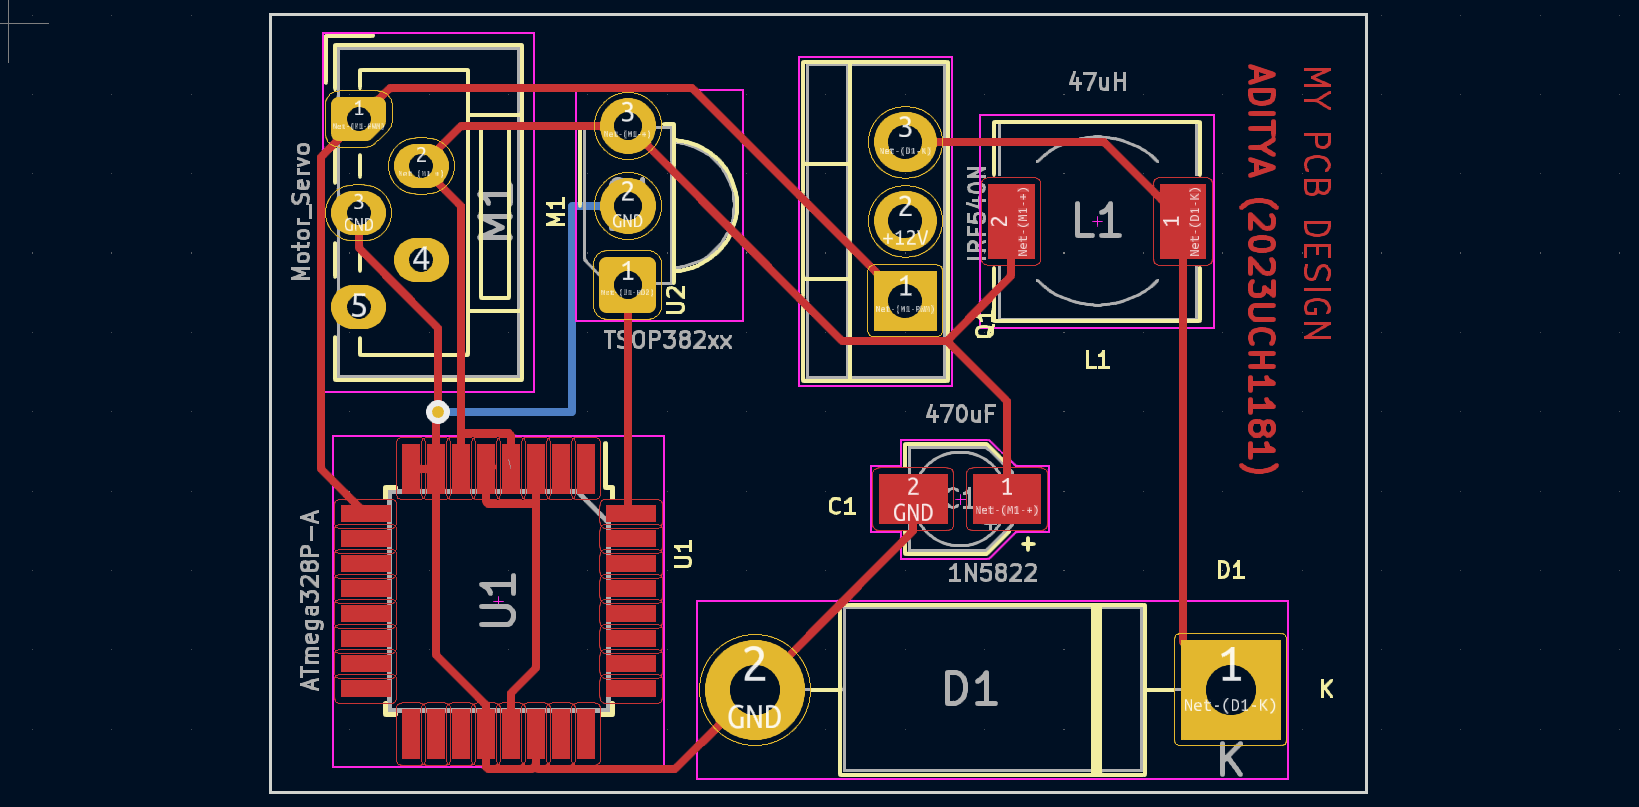 1
Net-(M1-PWM)
2
Net-(M1-+)
3
GND
4
5
M1
Motor_Servo
M1
3
Net-(M1-+)
2
GND
1
U2
TSOP382xx
3
Net-(D1-K)
2
+12V
1
Net-(M1-PWM)
IRF540N
Q1
47uH
2
Net-(M1-+)
L1
1
Net-(D1-K)
L1
MY PCB DESIGN
ADITYA (2023UCH1181)
470uF
C1
2
GND
C1
1
Net-(M1-+)
+
1N5822
ATmega328P-A
U1
U1
D1
2
GND
D1
1
Net-(D1-K)
K
K